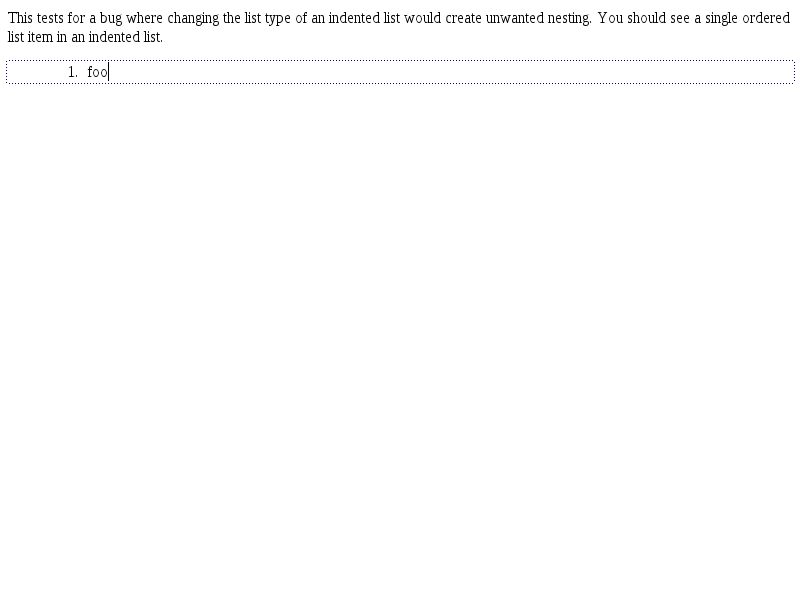 This tests for a bug where changing the list type of an indented list would create unwanted nesting. You should see a single ordered
list item in an indented list.
1. foo